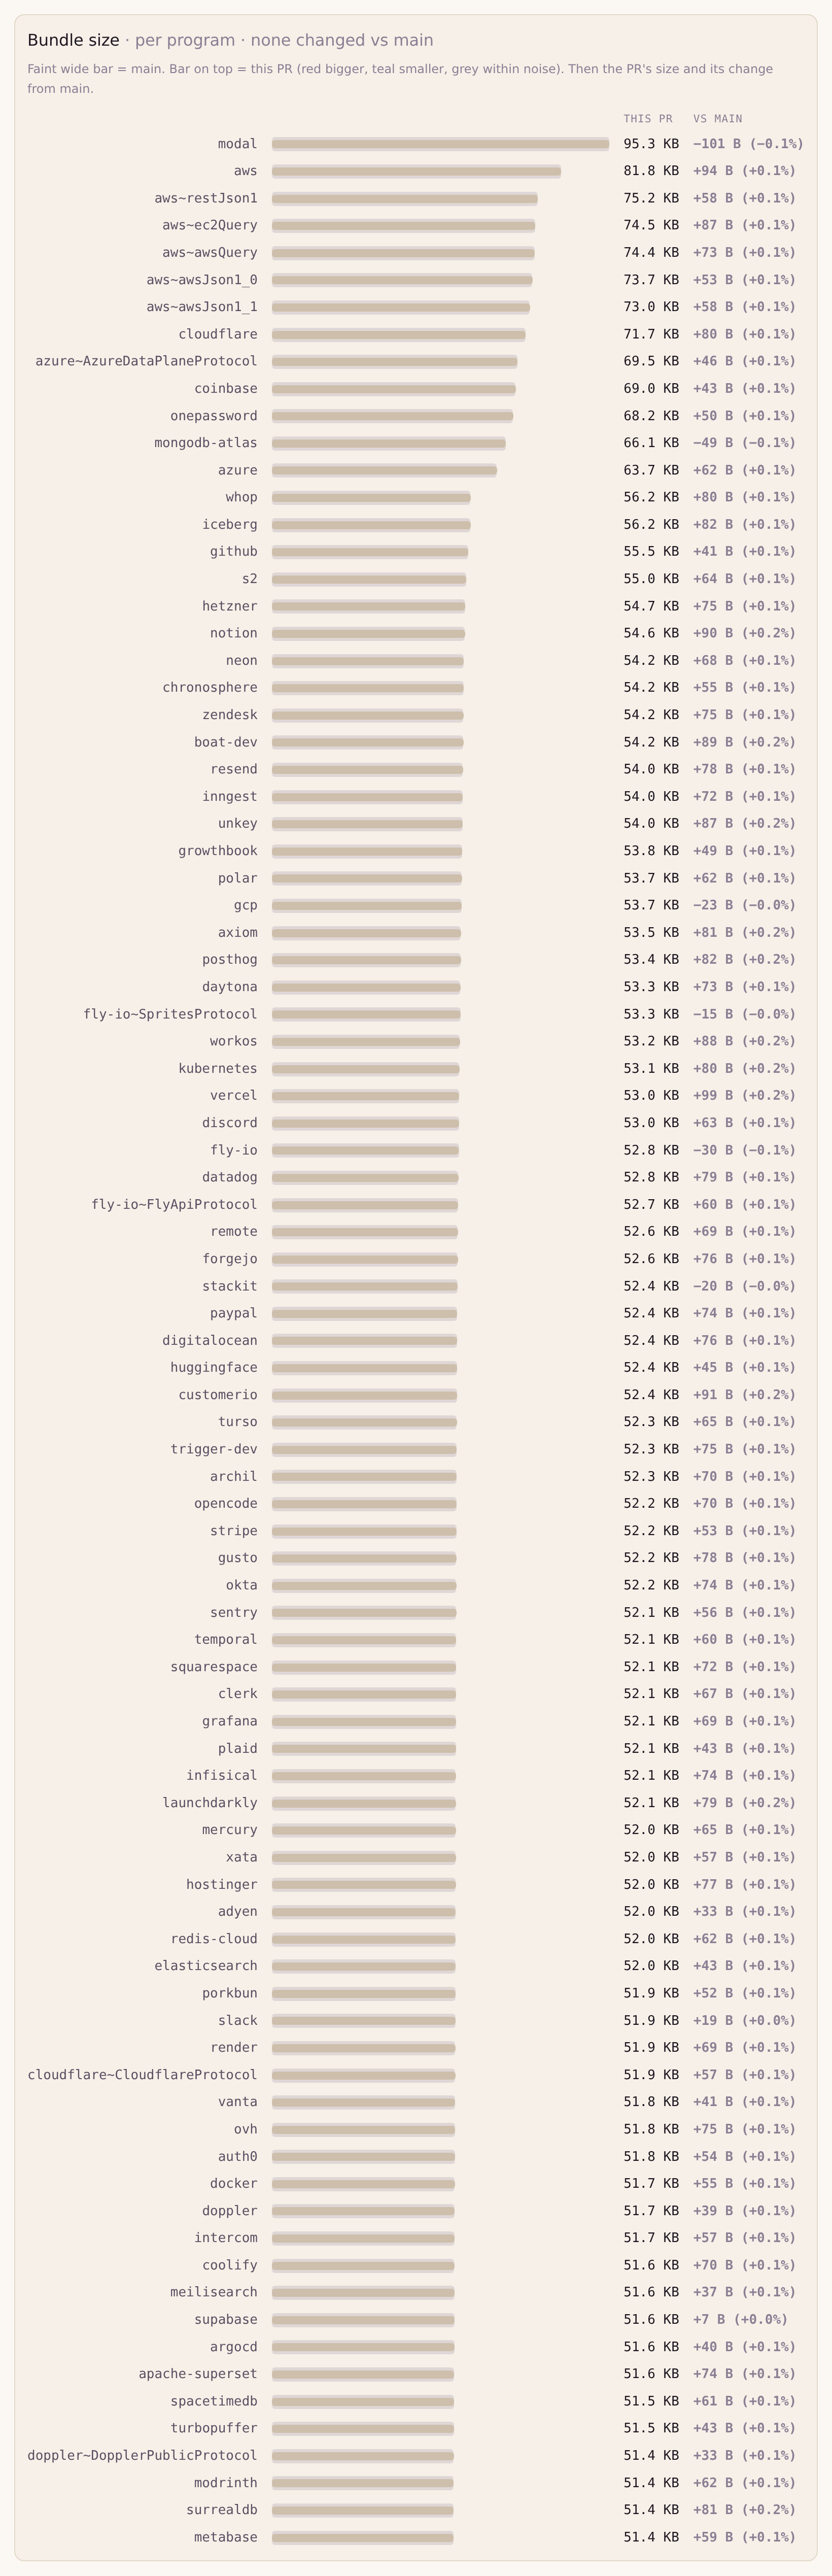 Bundle size · per program · none changed vs main
Faint wide bar = main. Bar on top = this PR (red bigger, teal smaller, grey within noise). Then the PR's size and its change
from main.
THIS PR VS MAIN
modal 95.3 KB −101 B (−0.1%)
aws 81.8 KB +94 B (+0.1%)
aws~restJson1 75.2 KB +58 B (+0.1%)
aws~ec2Query 74.5 KB +87 B (+0.1%)
aws~awsQuery 74.4 KB +73 B (+0.1%)
aws~awsJson1_0 73.7 KB +53 B (+0.1%)
aws~awsJson1_1 73.0 KB +58 B (+0.1%)
cloudflare 71.7 KB +80 B (+0.1%)
azure~AzureDataPlaneProtocol 69.5 KB +46 B (+0.1%)
coinbase 69.0 KB +43 B (+0.1%)
onepassword 68.2 KB +50 B (+0.1%)
mongodb-atlas 66.1 KB −49 B (−0.1%)
azure 63.7 KB +62 B (+0.1%)
whop 56.2 KB +80 B (+0.1%)
iceberg 56.2 KB +82 B (+0.1%)
github 55.5 KB +41 B (+0.1%)
s2 55.0 KB +64 B (+0.1%)
hetzner 54.7 KB +75 B (+0.1%)
notion 54.6 KB +90 B (+0.2%)
neon 54.2 KB +68 B (+0.1%)
chronosphere 54.2 KB +55 B (+0.1%)
zendesk 54.2 KB +75 B (+0.1%)
boat-dev 54.2 KB +89 B (+0.2%)
resend 54.0 KB +78 B (+0.1%)
inngest 54.0 KB +72 B (+0.1%)
unkey 54.0 KB +87 B (+0.2%)
growthbook 53.8 KB +49 B (+0.1%)
polar 53.7 KB +62 B (+0.1%)
gcp 53.7 KB −23 B (−0.0%)
axiom 53.5 KB +81 B (+0.2%)
posthog 53.4 KB +82 B (+0.2%)
daytona 53.3 KB +73 B (+0.1%)
fly-io~SpritesProtocol 53.3 KB −15 B (−0.0%)
workos 53.2 KB +88 B (+0.2%)
kubernetes 53.1 KB +80 B (+0.2%)
vercel 53.0 KB +99 B (+0.2%)
discord 53.0 KB +63 B (+0.1%)
fly-io 52.8 KB −30 B (−0.1%)
datadog 52.8 KB +79 B (+0.1%)
fly-io~FlyApiProtocol 52.7 KB +60 B (+0.1%)
remote 52.6 KB +69 B (+0.1%)
forgejo 52.6 KB +76 B (+0.1%)
stackit 52.4 KB −20 B (−0.0%)
paypal 52.4 KB +74 B (+0.1%)
digitalocean 52.4 KB +76 B (+0.1%)
huggingface 52.4 KB +45 B (+0.1%)
customerio 52.4 KB +91 B (+0.2%)
turso 52.3 KB +65 B (+0.1%)
trigger-dev 52.3 KB +75 B (+0.1%)
archil 52.3 KB +70 B (+0.1%)
opencode 52.2 KB +70 B (+0.1%)
stripe 52.2 KB +53 B (+0.1%)
gusto 52.2 KB +78 B (+0.1%)
okta 52.2 KB +74 B (+0.1%)
sentry 52.1 KB +56 B (+0.1%)
temporal 52.1 KB +60 B (+0.1%)
squarespace 52.1 KB +72 B (+0.1%)
clerk 52.1 KB +67 B (+0.1%)
grafana 52.1 KB +69 B (+0.1%)
plaid 52.1 KB +43 B (+0.1%)
infisical 52.1 KB +74 B (+0.1%)
launchdarkly 52.1 KB +79 B (+0.2%)
mercury 52.0 KB +65 B (+0.1%)
xata 52.0 KB +57 B (+0.1%)
hostinger 52.0 KB +77 B (+0.1%)
adyen 52.0 KB +33 B (+0.1%)
redis-cloud 52.0 KB +62 B (+0.1%)
elasticsearch 52.0 KB +43 B (+0.1%)
porkbun 51.9 KB +52 B (+0.1%)
slack 51.9 KB +19 B (+0.0%)
render 51.9 KB +69 B (+0.1%)
cloudflare~CloudflareProtocol 51.9 KB +57 B (+0.1%)
vanta 51.8 KB +41 B (+0.1%)
ovh 51.8 KB +75 B (+0.1%)
auth0 51.8 KB +54 B (+0.1%)
docker 51.7 KB +55 B (+0.1%)
doppler 51.7 KB +39 B (+0.1%)
intercom 51.7 KB +57 B (+0.1%)
coolify 51.6 KB +70 B (+0.1%)
meilisearch 51.6 KB +37 B (+0.1%)
supabase 51.6 KB +7 B (+0.0%)
argocd 51.6 KB +40 B (+0.1%)
apache-superset 51.6 KB +74 B (+0.1%)
spacetimedb 51.5 KB +61 B (+0.1%)
turbopuffer 51.5 KB +43 B (+0.1%)
doppler~DopplerPublicProtocol 51.4 KB +33 B (+0.1%)
modrinth 51.4 KB +62 B (+0.1%)
surrealdb 51.4 KB +81 B (+0.2%)
metabase 51.4 KB +59 B (+0.1%)